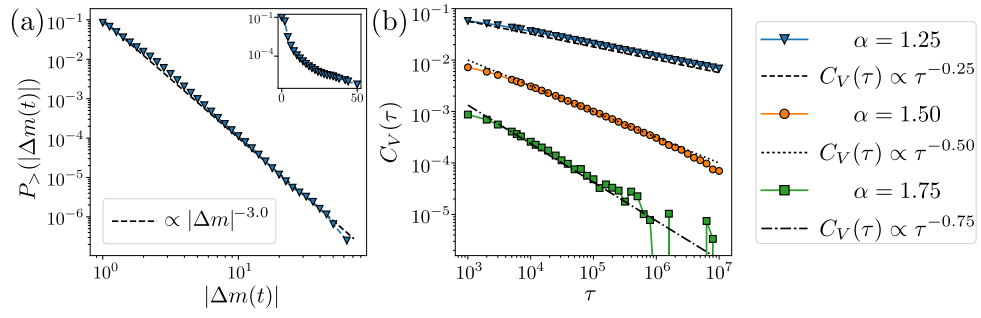 (a)
10^{-1}
10^{-2}
10^{-3}
10^{-4}
10^{-5}
10^{-6}
P_>(|Δm(t)|)
10^{-1}
10^{-4}
0 50
∝ |Δm|^{-3.0}
10^0 10^1
|Δm(t)|
(b)
10^{-1}
10^{-2}
10^{-3}
10^{-4}
10^{-5}
C_V(τ)
10^3 10^4 10^5 10^6 10^7
τ
α = 1.25
C_V(τ) ∝ τ^{-0.25}
α = 1.50
C_V(τ) ∝ τ^{-0.50}
α = 1.75
C_V(τ) ∝ τ^{-0.75}